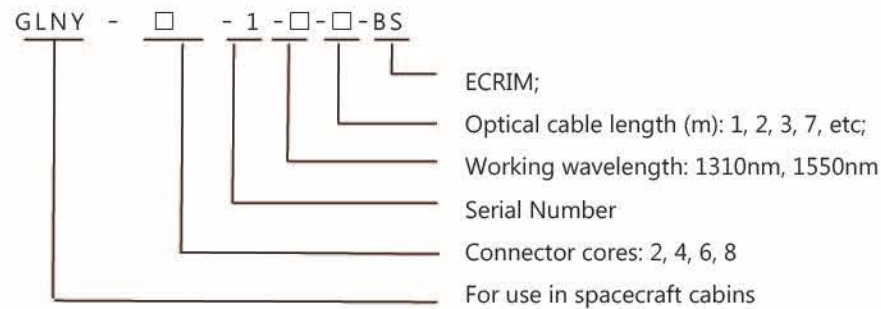 GLNY - □ - 1 -□-□-BS
ECRIM;
Optical cable length (m): 1, 2, 3, 7, etc;
Working wavelength: 1310nm, 1550nm
Serial Number
Connector cores: 2, 4, 6, 8
For use in spacecraft cabins